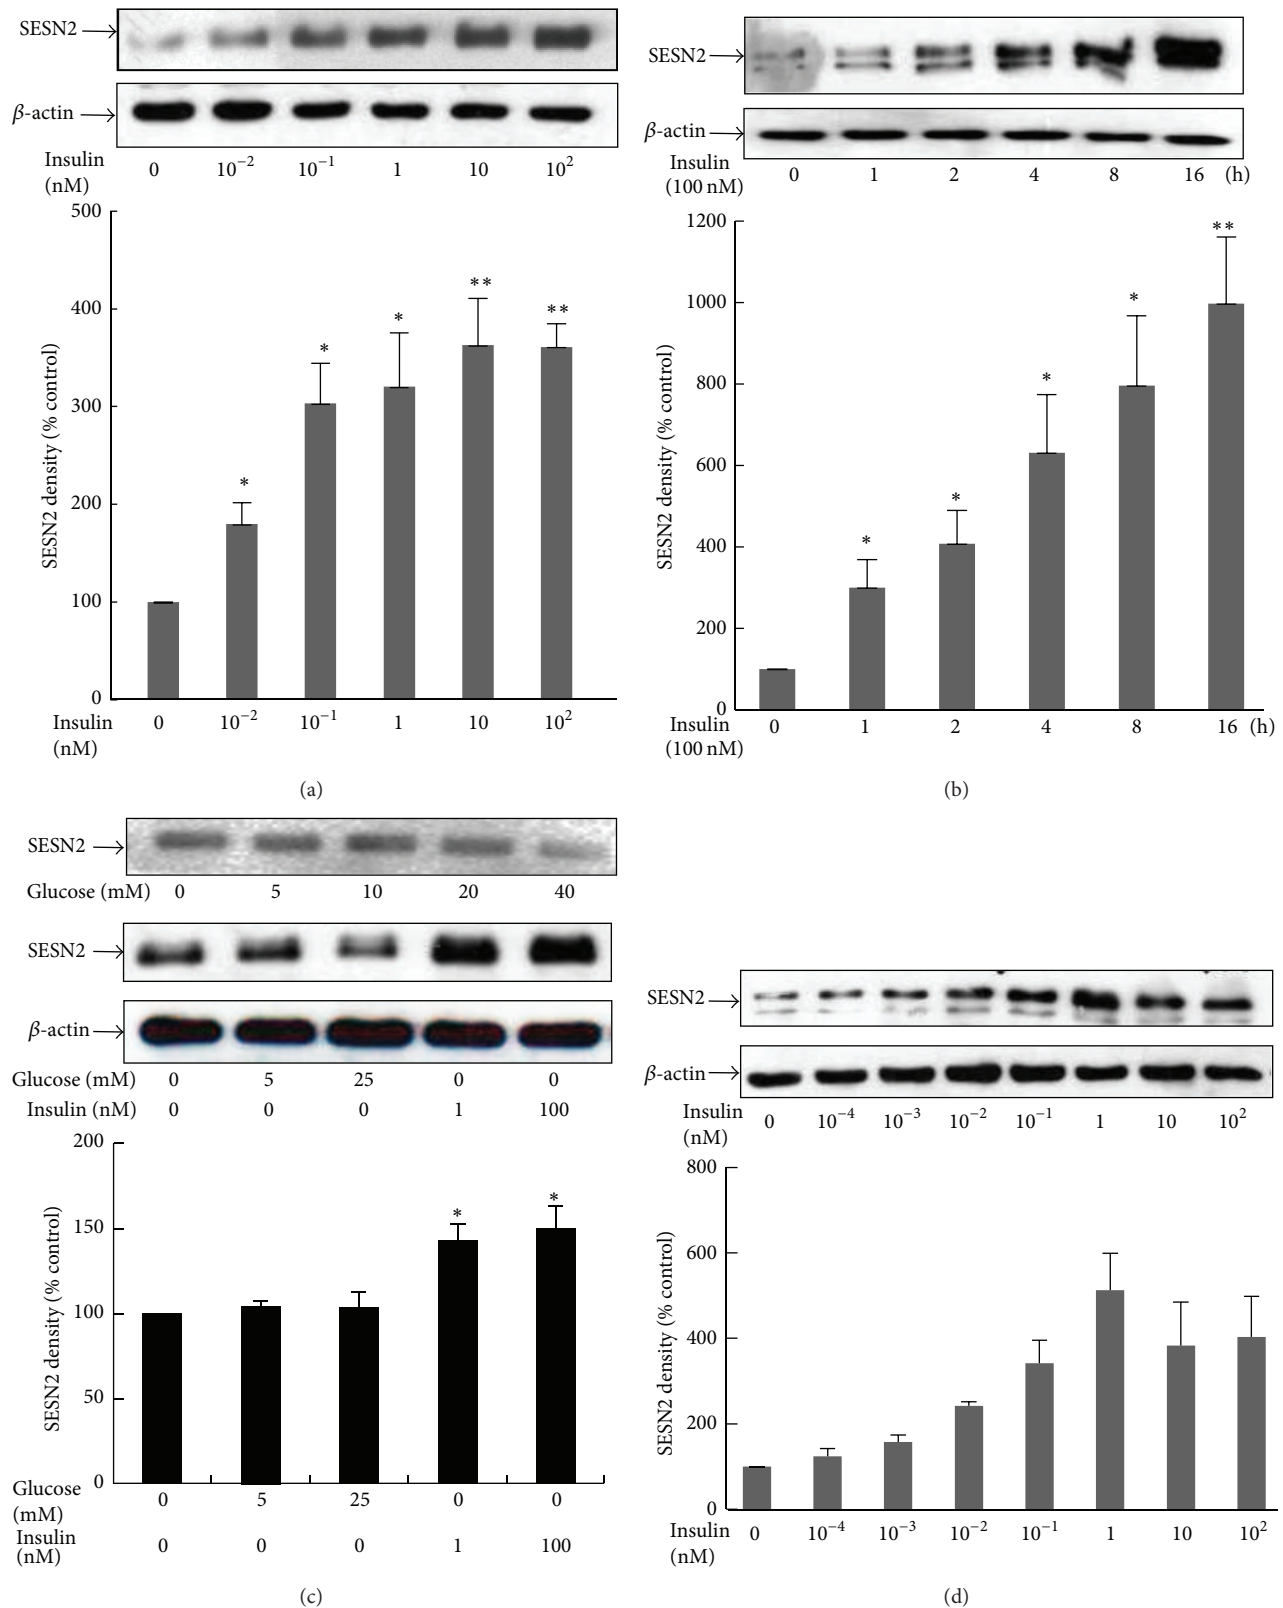 SESN2
β-actin
Insulin (nM) 0 10⁻² 10⁻¹ 1 10 10²
500
400
300
200
100
0
SESN2 density (% control)
* * * ** **
Insulin (nM) 0 10⁻² 10⁻¹ 1 10 10²
(a)
SESN2
β-actin
Insulin (100 nM) 0 1 2 4 8 16 (h)
1200
1000
800
600
400
200
0
SESN2 density (% control)
* * * * **
Insulin (100 nM) 0 1 2 4 8 16 (h)
(b)
SESN2
Glucose (mM) 0 5 10 20 40
SESN2
β-actin
Glucose (mM) 0 5 25 0 0
Insulin (nM) 0 0 0 1 100
200
150
100
50
0
SESN2 density (% control)
* *
Glucose (mM) 0 5 25 0 0
Insulin (nM) 0 0 0 1 100
(c)
SESN2
β-actin
Insulin (nM) 0 10⁻⁴ 10⁻³ 10⁻² 10⁻¹ 1 10 10²
800
600
400
200
0
SESN2 density (% control)
Insulin (nM) 0 10⁻⁴ 10⁻³ 10⁻² 10⁻¹ 1 10 10²
(d)